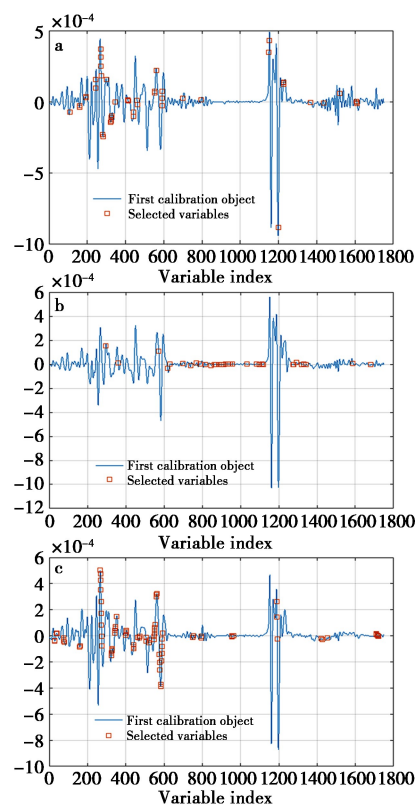 ×10⁻⁴
5
a
0
−5
−10
First calibration object
Selected variables
0 200 400 600 800 1000 1200 1400 1600 1800
Variable index
×10⁻⁴
6
b
4
2
0
−2
−4
−6
−8
−10
−12
First calibration object
Selected variables
0 200 400 600 800 1000 1200 1400 1600 1800
Variable index
×10⁻⁴
6
c
4
2
0
−2
−4
−6
−8
−10
First calibration object
Selected variables
0 200 400 600 800 1000 1200 1400 1600 1800
Variable index